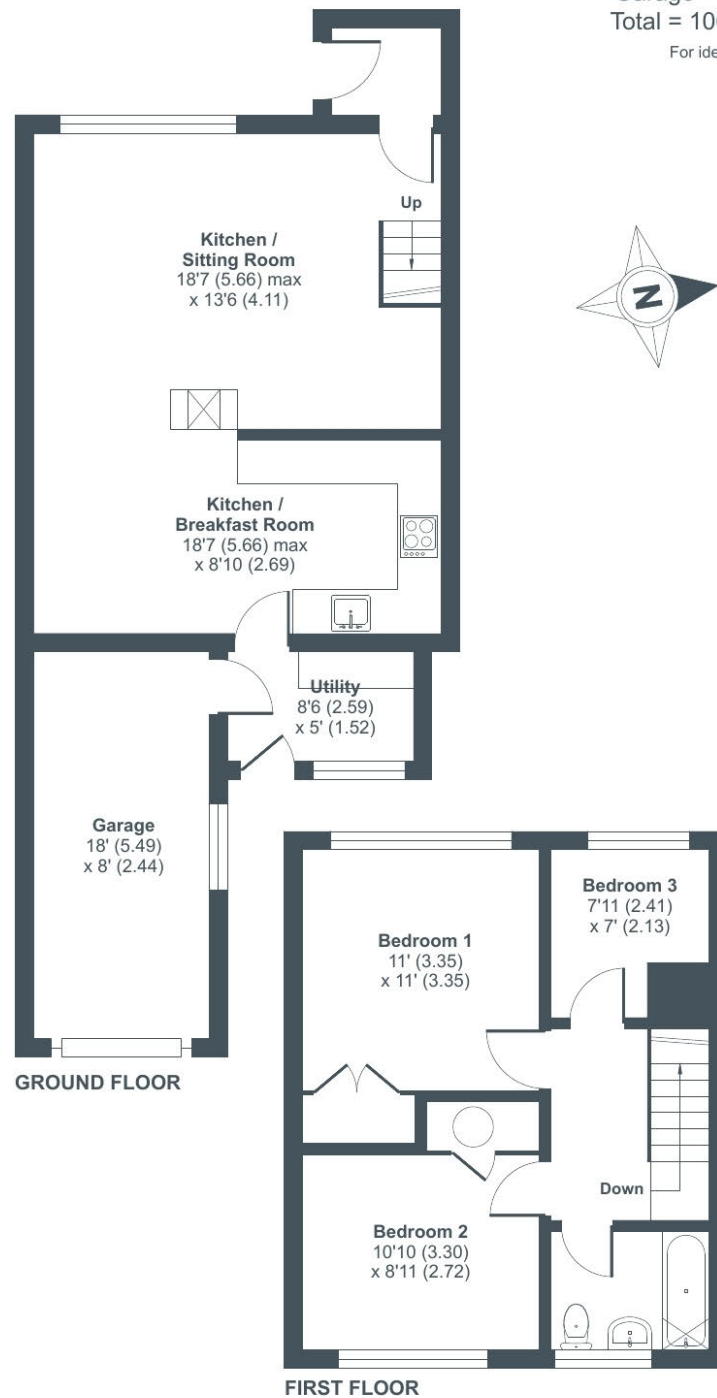 Total = 10
For ide
Up
Kitchen /
Sitting Room
18'7 (5.66) max
x 13'6 (4.11)
N
Kitchen /
Breakfast Room
18'7 (5.66) max
x 8'10 (2.69)
Utility
8'6 (2.59)
x 5' (1.52)
Garage
18' (5.49)
x 8' (2.44)
GROUND FLOOR
Bedroom 3
7'11 (2.41)
x 7' (2.13)
Bedroom 1
11' (3.35)
x 11' (3.35)
Down
Bedroom 2
10'10 (3.30)
x 8'11 (2.72)
FIRST FLOOR